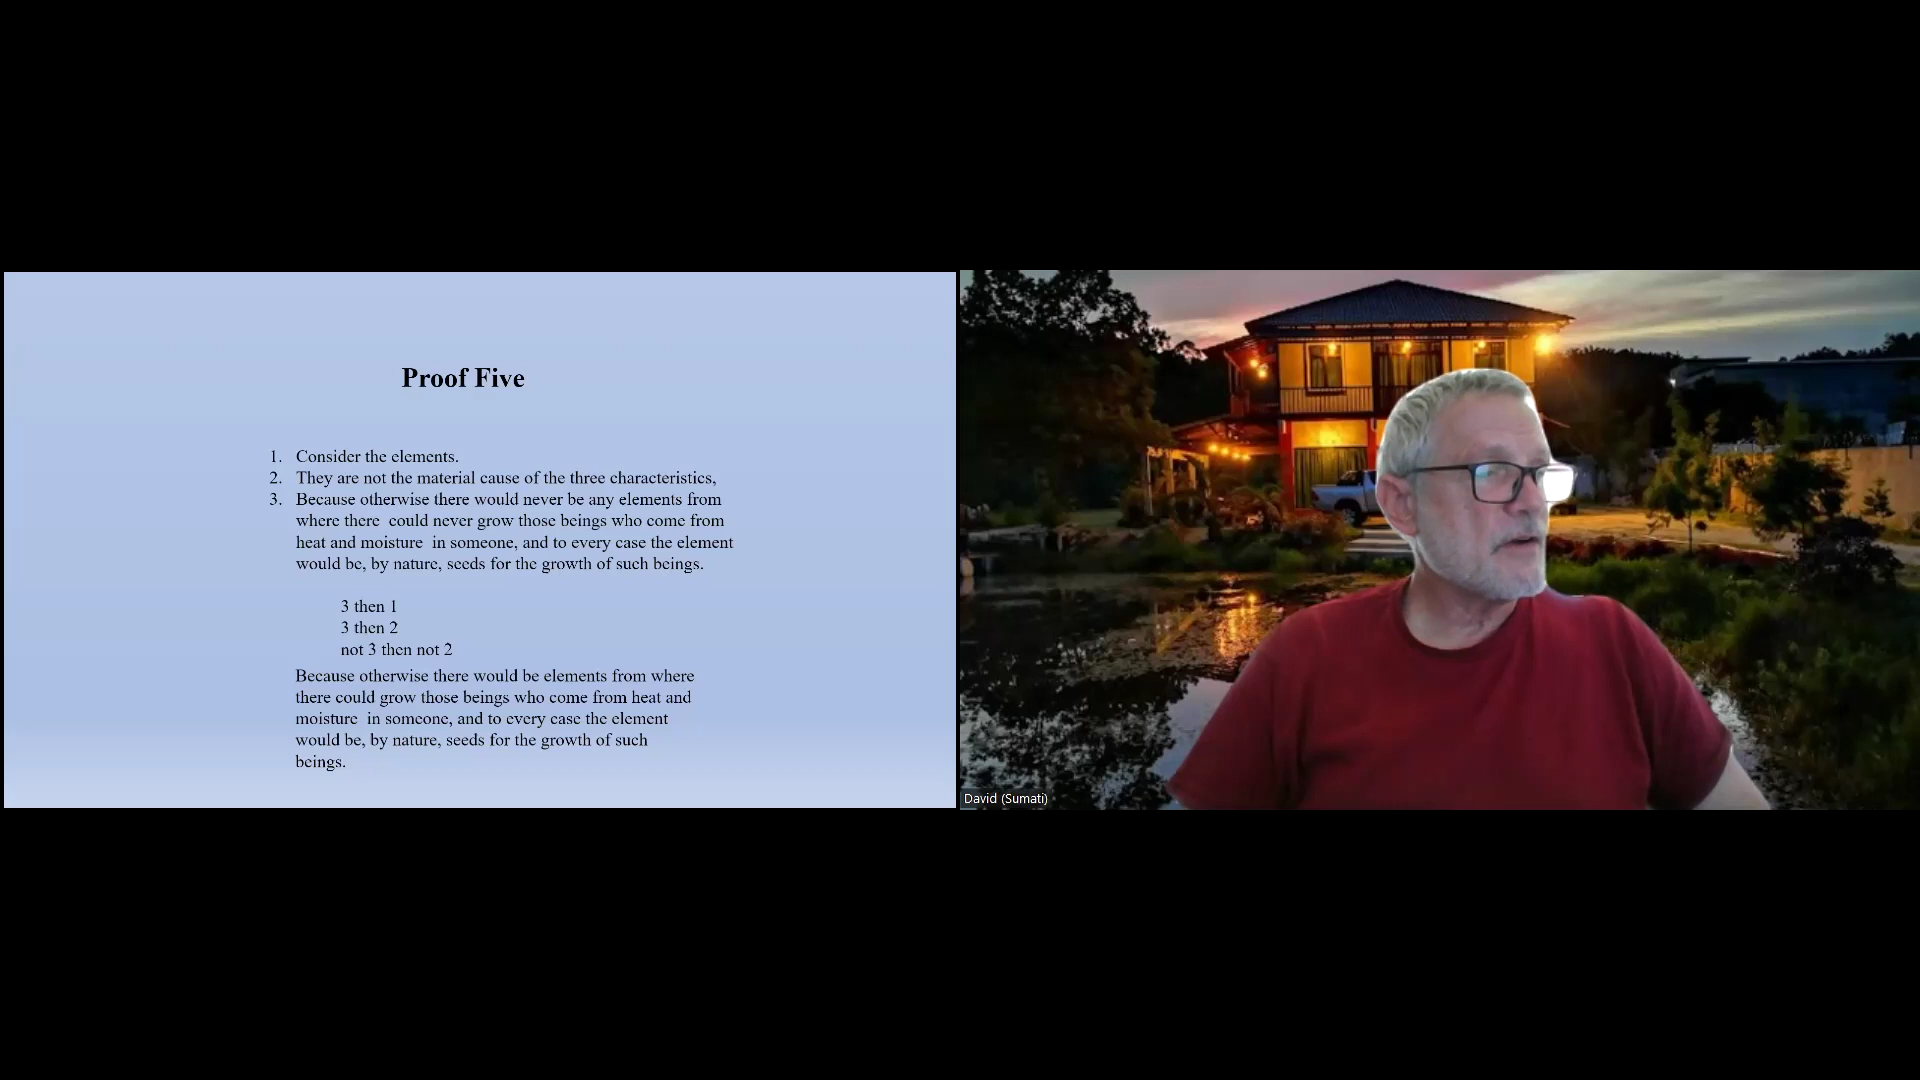 Proof Five
1. Consider the elements.
2. They are not the material cause of the three characteristics,
3. Because otherwise there would never be any elements from
where there could never grow those beings who come from
heat and moisture in someone, and to every case the element
would be, by nature, seeds for the growth of such beings.
3 then 1
3 then 2
not 3 then not 2
Because otherwise there would be elements from where
there could grow those beings who come from heat and
moisture in someone, and to every case the element
would be, by nature, seeds for the growth of such
beings.
David (Sumati)